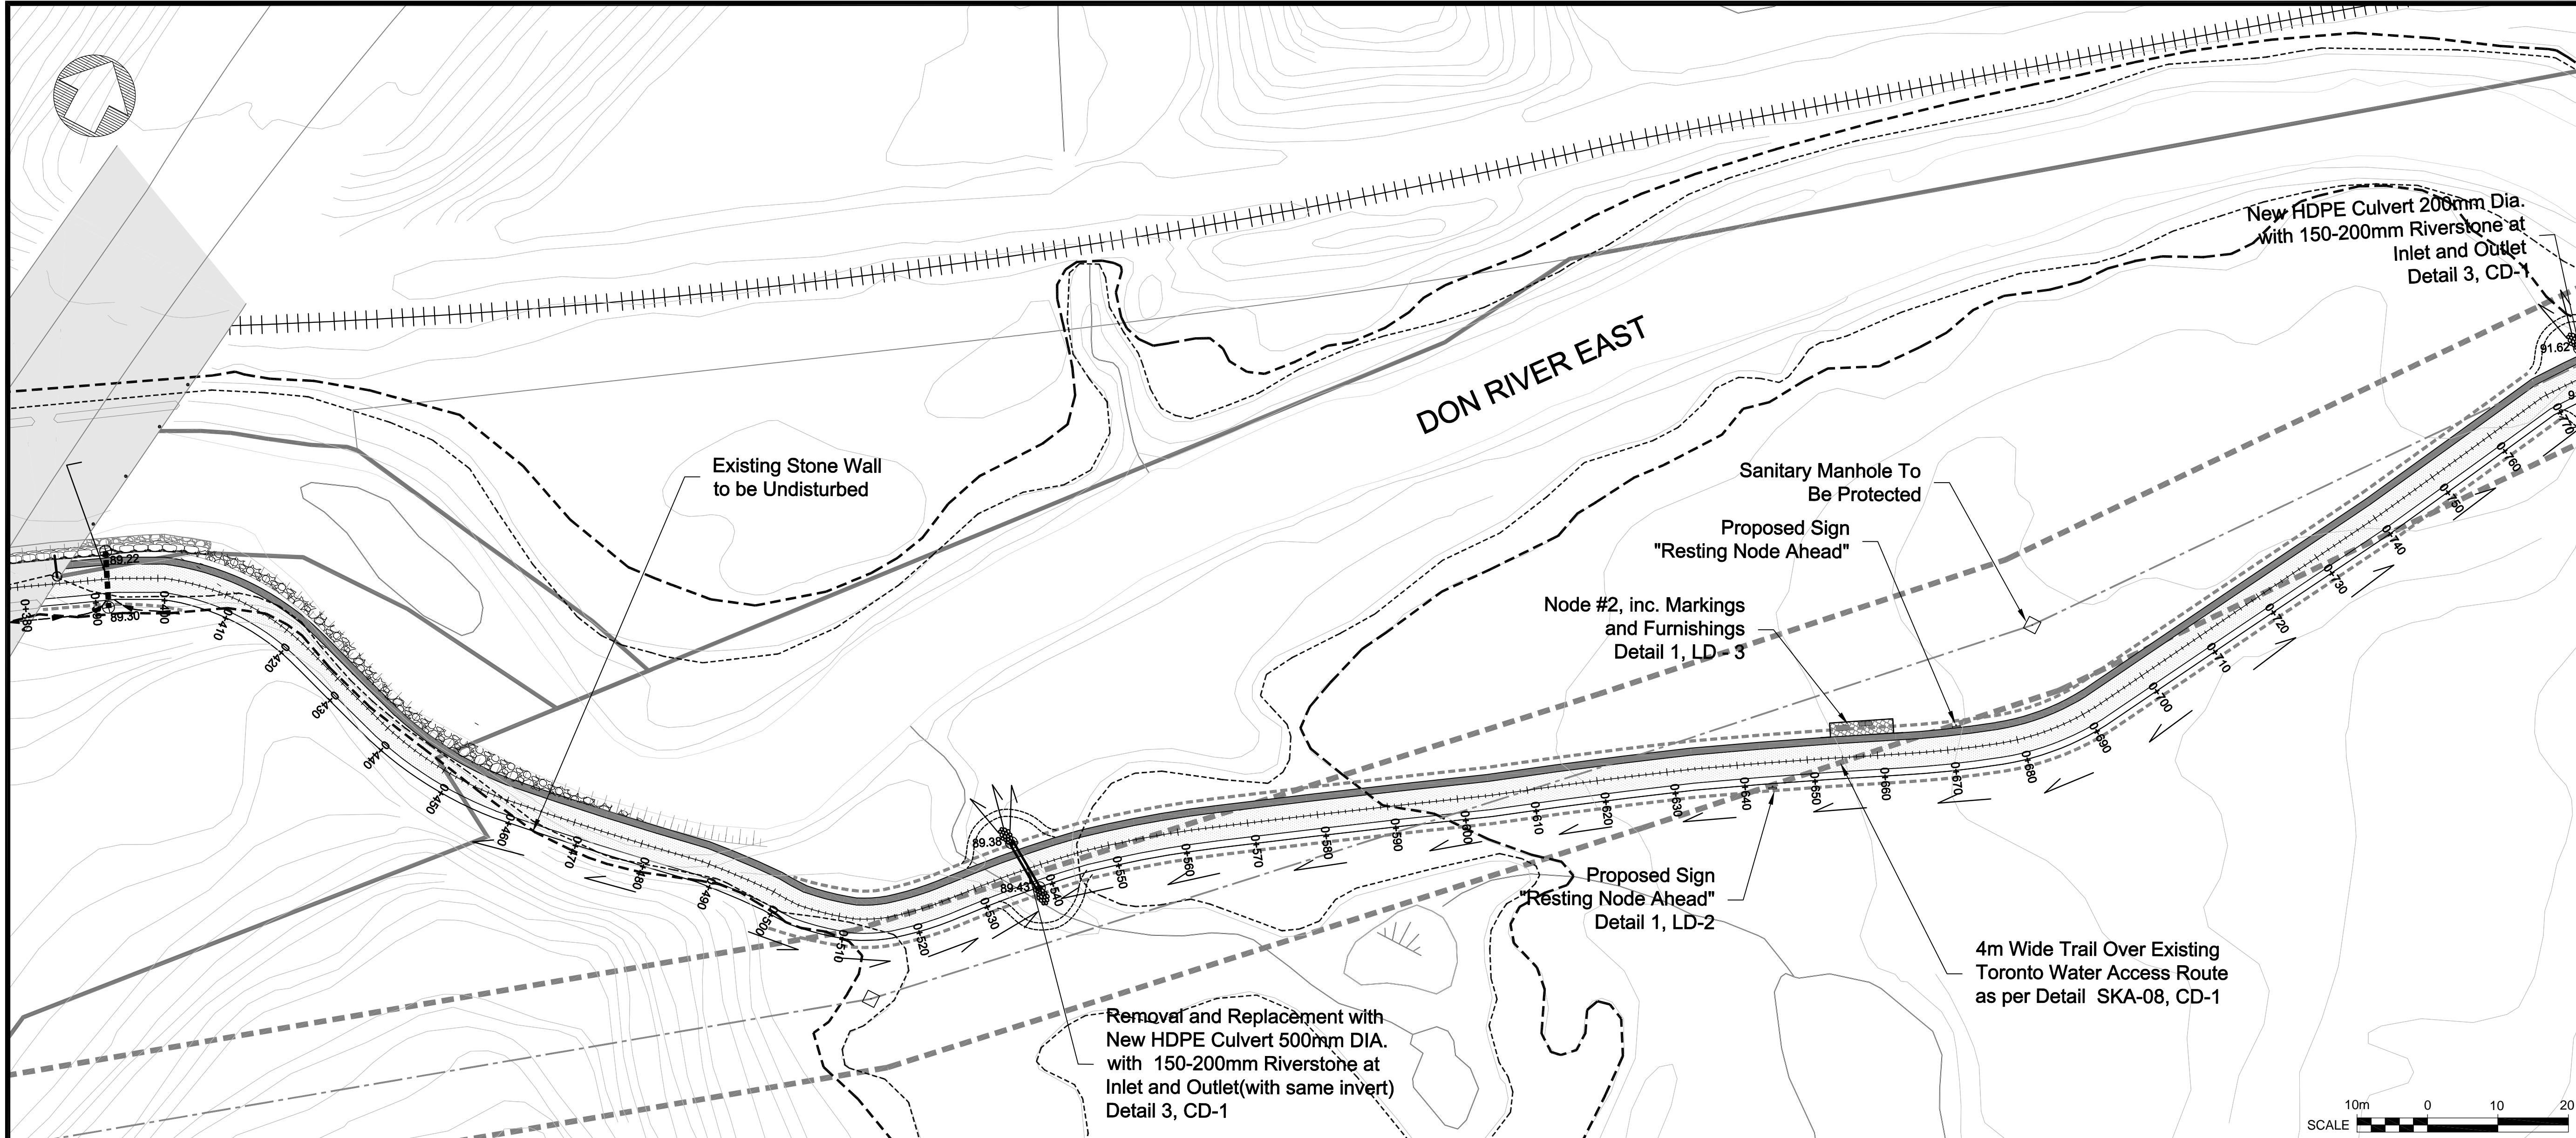 New HDPE Culvert 200mm Dia.
with 150-200mm Riverstone at
Inlet and Outlet
Detail 3, CD-1
91.62
DON RIVER EAST
Existing Stone Wall
to be Undisturbed
Sanitary Manhole To
Be Protected
Proposed Sign
"Resting Node Ahead"
Node #2, inc. Markings
and Furnishings
Detail 1, LD - 3
89.22
89.30
0+380
0+390
0+400
0+410
0+420
0+430
0+440
0+450
0+460
0+470
0+480
0+490
0+500
0+510
0+520
0+530
0+540
0+550
0+560
0+570
0+580
0+590
0+600
0+610
0+620
0+630
0+640
0+650
0+660
0+670
0+680
0+690
0+700
0+710
0+720
0+730
0+740
0+750
0+760
0+770
89.38
89.43
Proposed Sign
"Resting Node Ahead"
Detail 1, LD-2
4m Wide Trail Over Existing
Toronto Water Access Route
as per Detail SKA-08, CD-1
Removal and Replacement with
New HDPE Culvert 500mm DIA.
with 150-200mm Riverstone at
Inlet and Outlet(with same invert)
Detail 3, CD-1
10m 0 10 20
SCALE